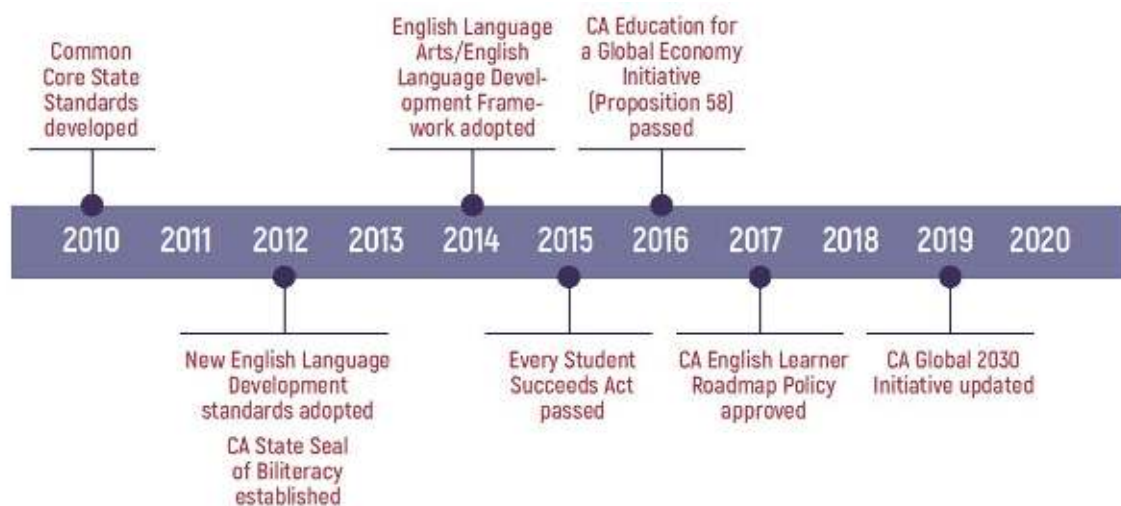 Common
Core State
Standards
developed
English Language
Arts/English
Language Devel-
opment Frame-
work adopted
CA Education for
a Global Economy
Initiative
(Proposition 58)
passed
2010 2011 2012 2013 2014 2015 2016 2017 2018 2019 2020
New English Language
Development
standards adopted
CA State Seal
of Biliteracy
established
Every Student
Succeeds Act
passed
CA English Learner
Roadmap Policy
approved
CA Global 2030
Initiative updated